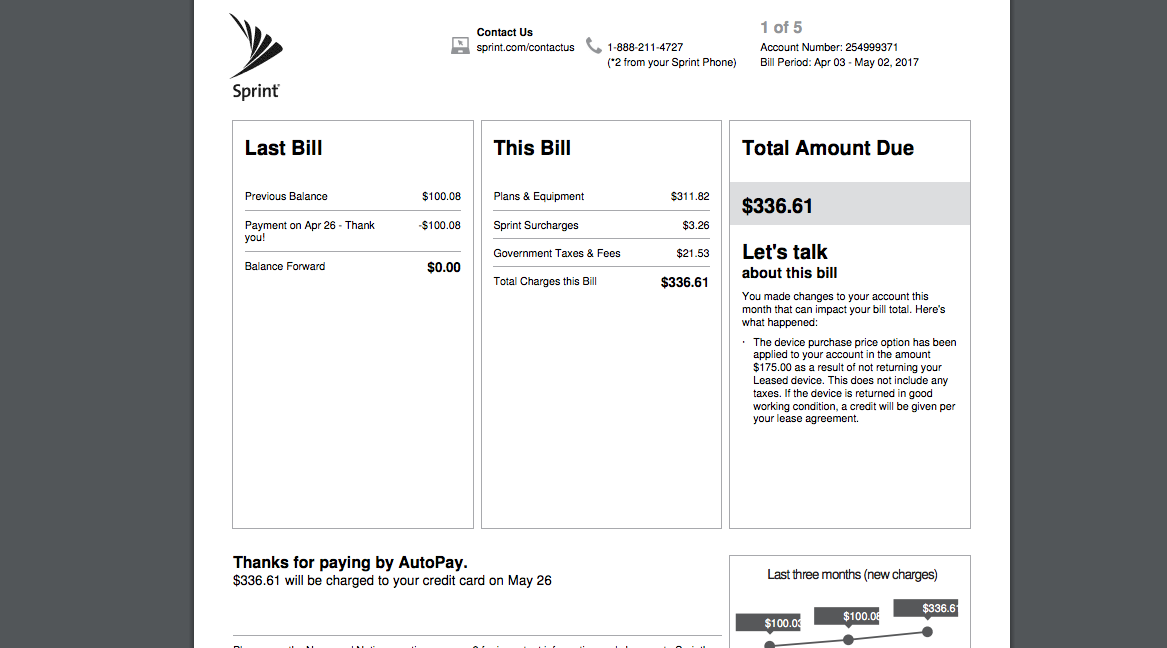 Sprint
Contact Us
sprint.com/contactus
1-888-211-4727
(*2 from your Sprint Phone)
1 of 5
Account Number: 254999371
Bill Period: Apr 03 - May 02, 2017
Last Bill
Previous Balance $100.08
Payment on Apr 26 - Thank -$100.08
you!
Balance Forward $0.00
This Bill
Plans & Equipment $311.82
Sprint Surcharges $3.26
Government Taxes & Fees $21.53
Total Charges this Bill $336.61
Total Amount Due
$336.61
Let's talk
about this bill
You made changes to your account this
month that can impact your bill total. Here's
what happened:
· The device purchase price option has been
applied to your account in the amount
$175.00 as a result of not returning your
Leased device. This does not include any
taxes. If the device is returned in good
working condition, a credit will be given per
your lease agreement.
Thanks for paying by AutoPay.
$336.61 will be charged to your credit card on May 26
Last three months (new charges)
$100.03
$100.08
$336.61